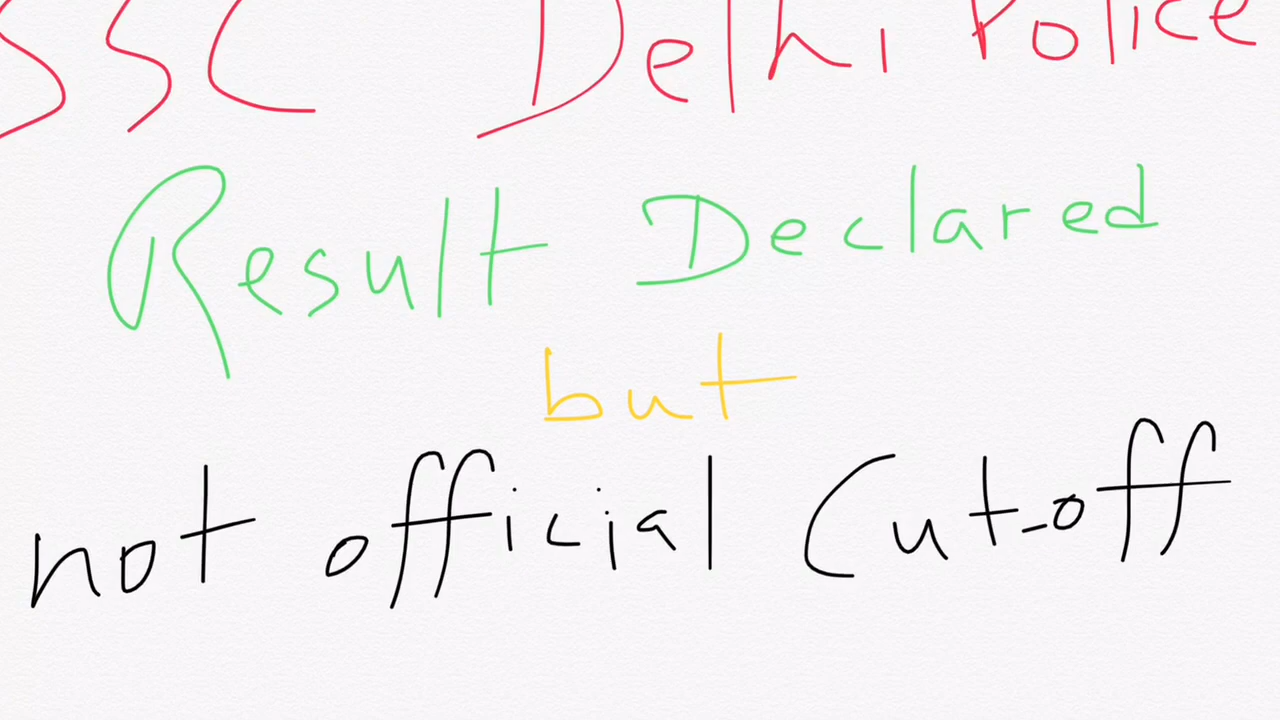 SSC Delhi Police
Result Declared
but
not official Cut-off